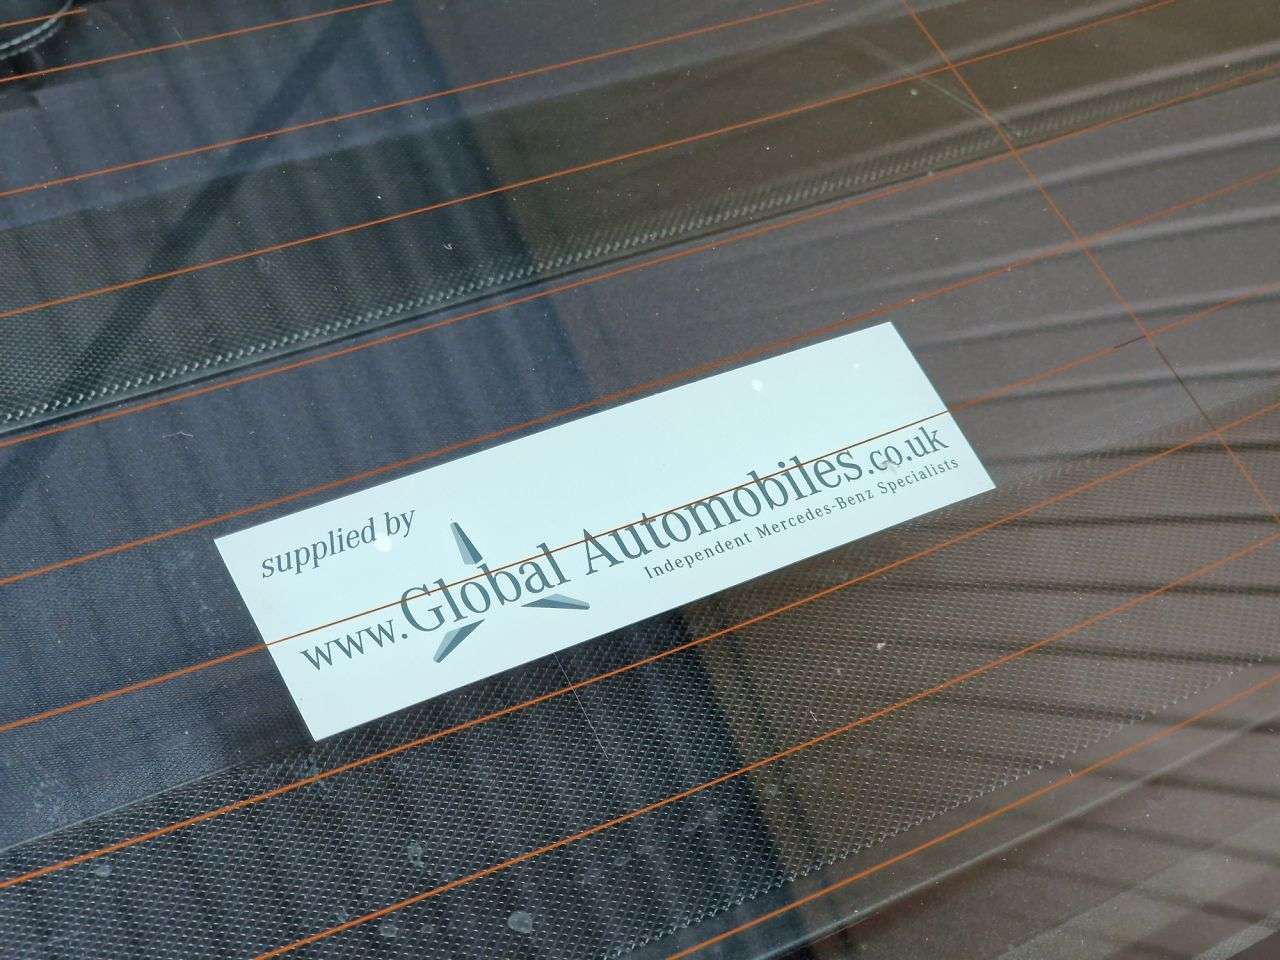 supplied by
www.Global Automobiles.co.uk
Independent Mercedes-Benz Specialists